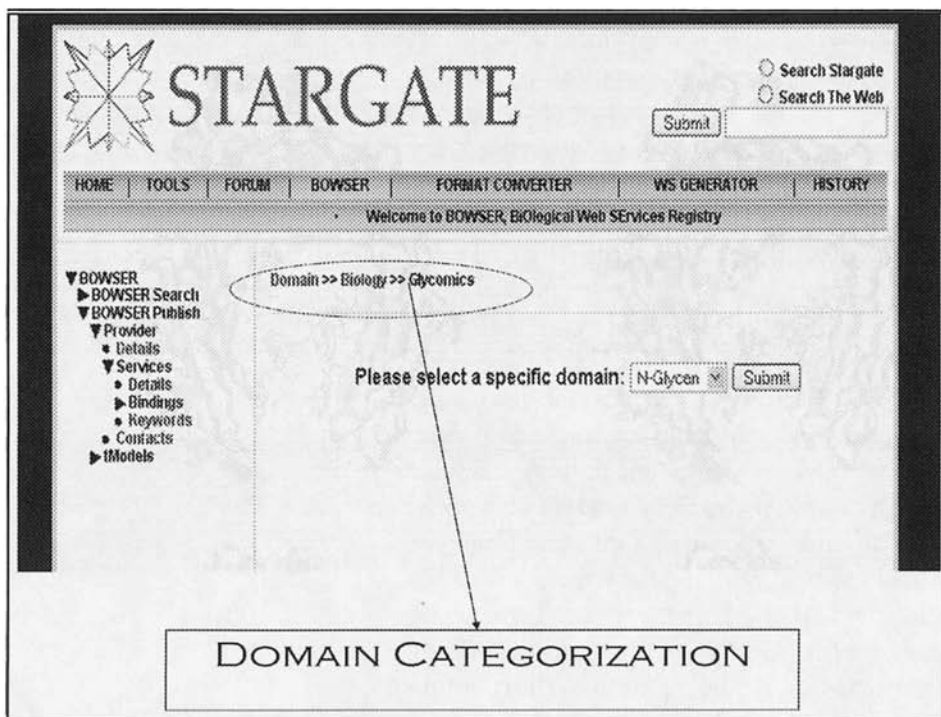 STARGATE
Search Stargate
Search The Web
Submit
HOME | TOOLS | FORUM | BOWSER | FORMAT CONVERTER | WS GENERATOR | HISTORY
Welcome to BOWSER, BiOlogical Web SErvices Registry
BOWSER
BOWSER Search
BOWSER Publish
Provider
Details
Services
Details
Bindings
Keywords
Contacts
tModels
Domain >> Biology >> Glycomics
Please select a specific domain: N-Glycan Submit
DOMAIN CATEGORIZATION